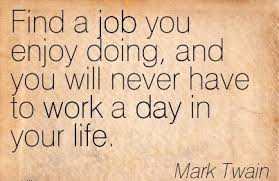 Find a job you
enjoy doing, and
you will never have
to work a day in
your life.
Mark Twain